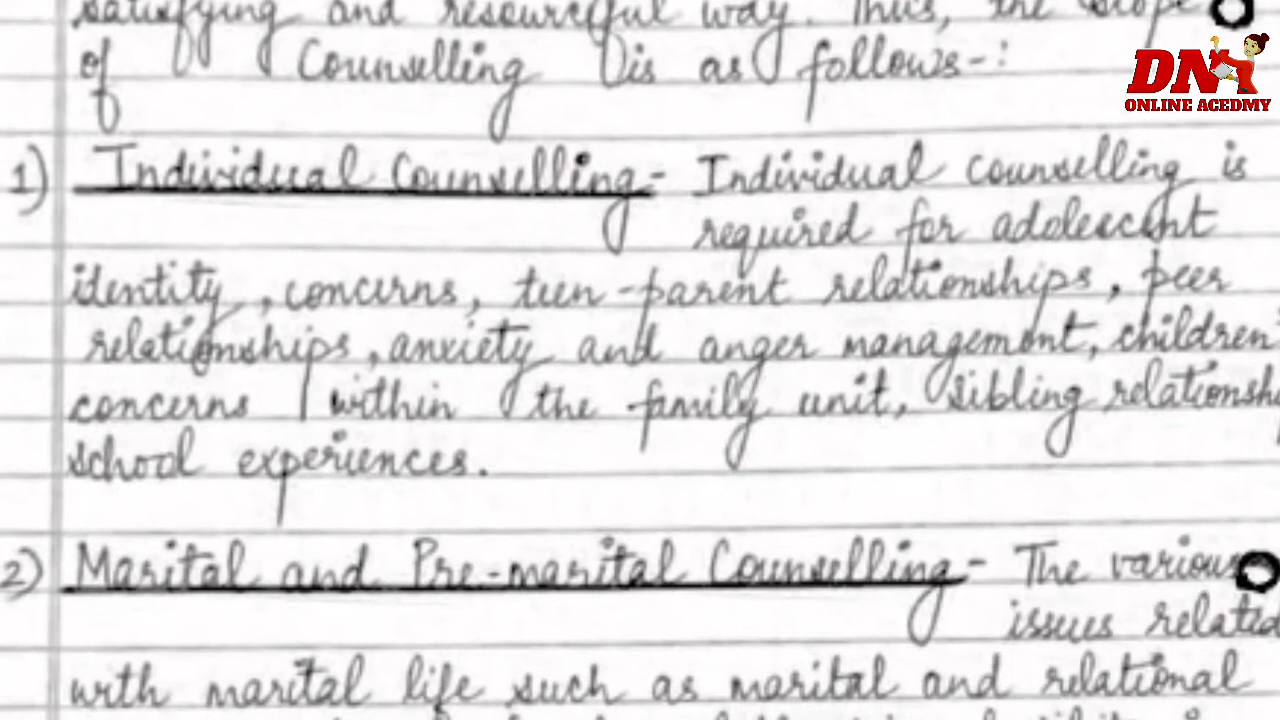 satisfying and resourceful way. Thus, the scope
of Counselling is as follows-:
DNA
ONLINE ACEDMY
1) Individual Counselling- Individual counselling is
required for adolescent
identity, concerns, teen-parent relationships, peer
relationships, anxiety and anger management, children'
concerns within the family unit, sibling relationsh
school experiences.
2) Marital and Pre-marital Counselling- The various
issues related
with marital life such as marital and relational